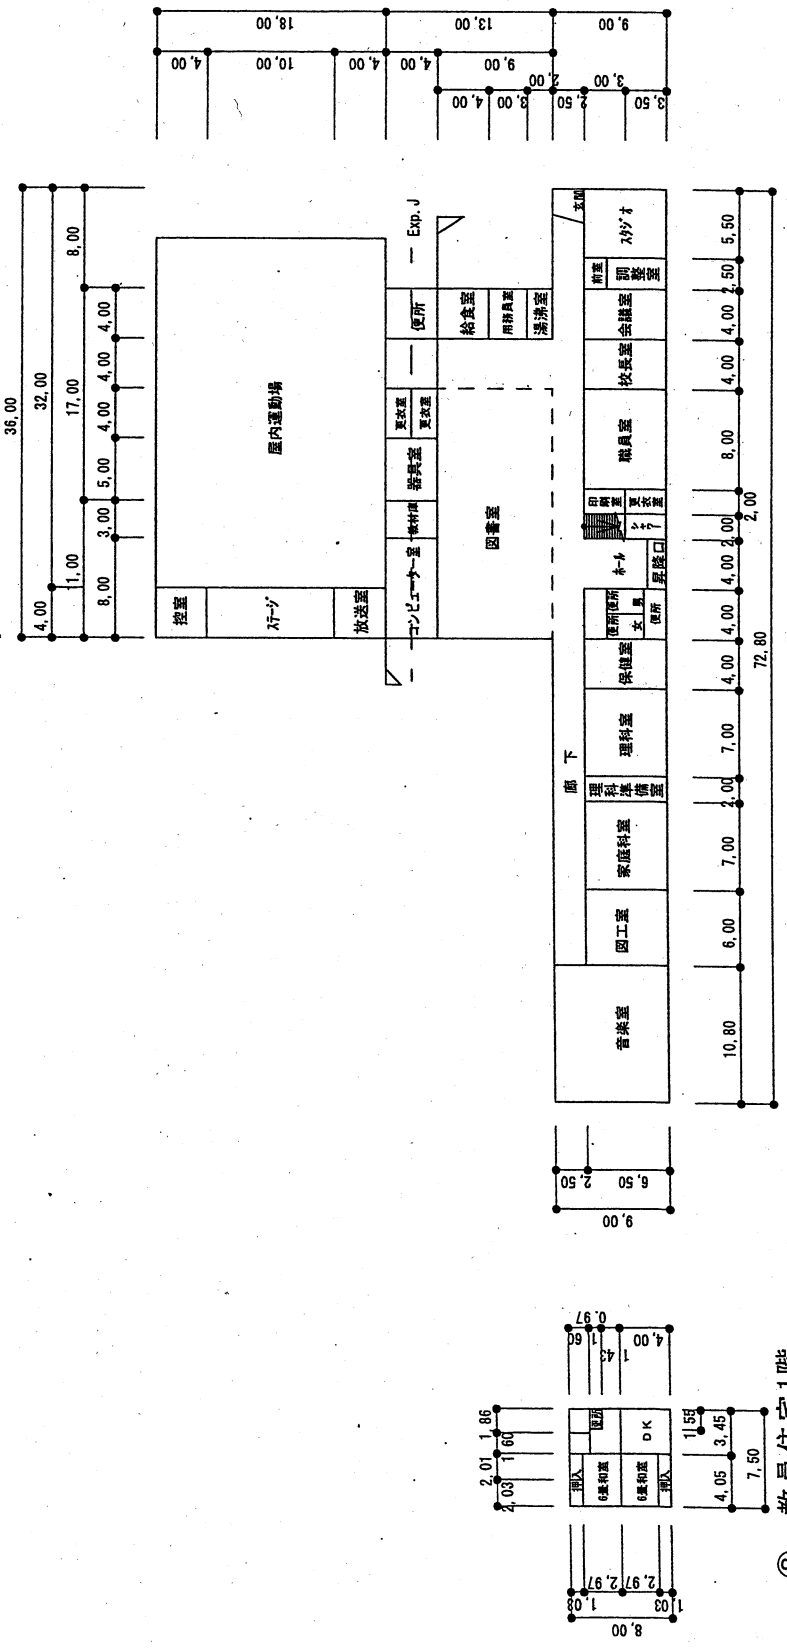 36,00
32,00
4,00
17,00
8,00
11,00
8,00
3,00
5,00
4,00
4,00
4,00
18,00
13,00
9,00
4,00
10,00
4,00
4,00
9,00
2,00
4,00
3,00
2,50
3,00
3,50
控室
ステージ
放送室
屋内運動場
コンピューター室
教材庫
器具室
更衣室
更衣室
便所
Exp. J
図書室
給食室
用務員室
湯沸室
玄関
廊下
音楽室
図工室
家庭科室
理科準備室
理科室
保健室
便所
便所
女
男
便所
ホール
昇降口
シャワー
印刷室
更衣室
職員室
校長室
会議室
前室
調整室
スタジオ
10,80
6,00
7,00
2,00
7,00
4,00
4,00
4,00
2,00
2,00
8,00
4,00
4,00
2,50
5,50
72,80
2,50
6,50
9,00
押入
6畳和室
6畳和室
押入
便所
DK
2,03
2,01
1,60
1,86
1,60
0.97
1,43
4,00
1,55
4,05
3,45
7,50
1,03
2,97
2,97
1,03
8,00